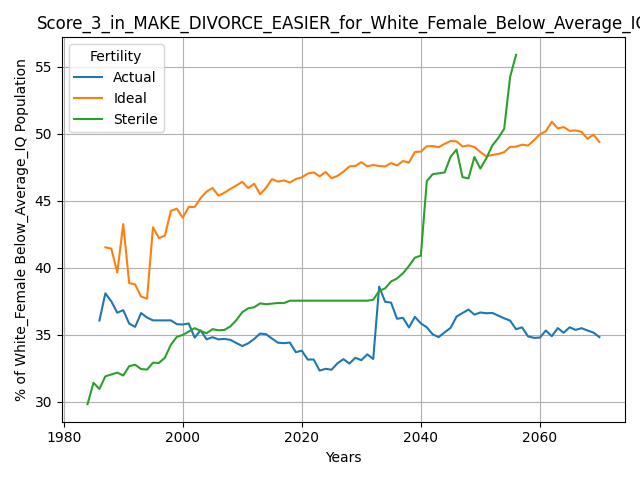 Score_3_in_MAKE_DIVORCE_EASIER_for_White_Female_Below_Average_IQ
% of White_Female Below_Average_IQ Population
Fertility
Actual
Ideal
Sterile
55
50
45
40
35
30
1980
2000
2020
2040
2060
Years